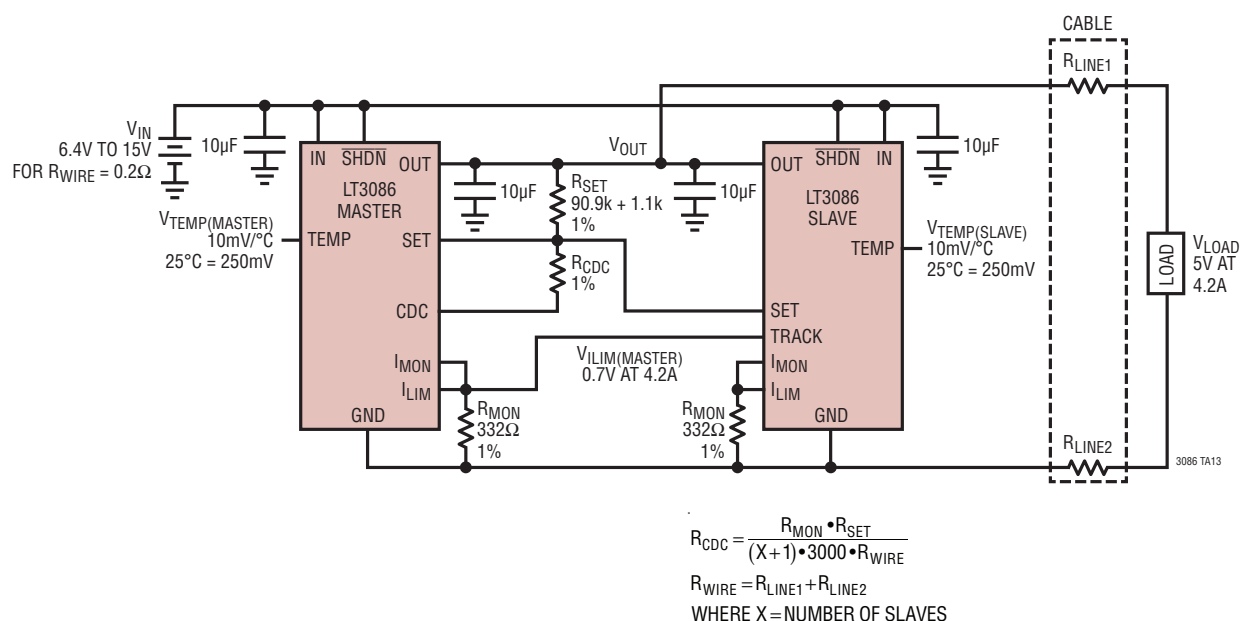 CABLE
RLINE1
VIN
6.4V TO 15V
FOR RWIRE = 0.2Ω
10µF
IN
SHDN
OUT
LT3086
MASTER
TEMP
SET
CDC
IMON
ILIM
GND
VTEMP(MASTER)
10mV/°C
25°C = 250mV
10µF
RSET
90.9k + 1.1k
1%
RCDC
1%
VOUT
10µF
VILIM(MASTER)
0.7V AT 4.2A
RMON
332Ω
1%
RMON
332Ω
1%
OUT
SHDN
IN
LT3086
SLAVE
TEMP
SET
TRACK
IMON
ILIM
GND
10µF
VTEMP(SLAVE)
10mV/°C
25°C = 250mV
LOAD
VLOAD
5V AT
4.2A
RLINE2
3086 TA13
RCDC = RMON • RSET / (X+1) • 3000 • RWIRE
RWIRE = RLINE1 + RLINE2
WHERE X = NUMBER OF SLAVES